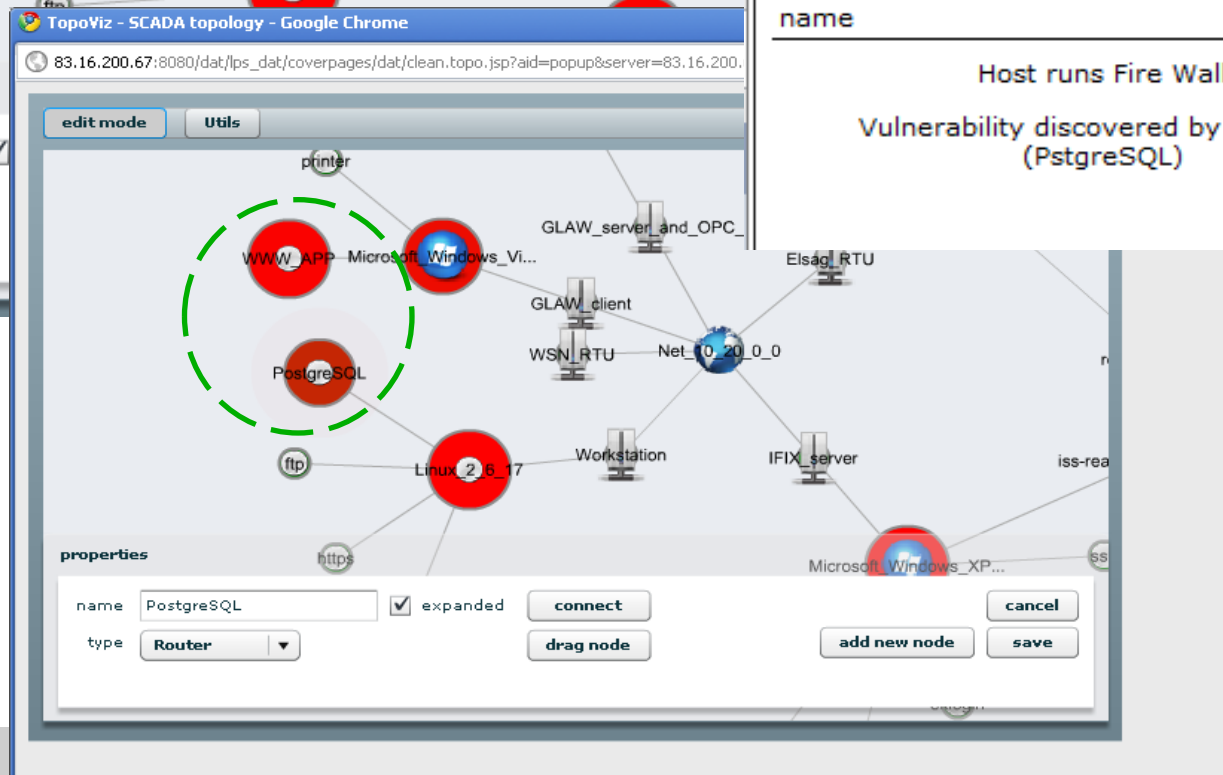 ftp
TopoViz - SCADA topology - Google Chrome
83.16.200.67:8080/dat/lps_dat/coverpages/dat/clean.topo.jsp?aid=popup&server=83.16.200.
name
Host runs Fire Wall
Vulnerability discovered by
(PstgreSQL)
edit mode
Utils
printer
GLAW_server_and_OPC_
WWW_APP
Microsoft_Windows_Vi...
Elsag_RTU
GLAW_client
WSN_RTU
Net_10_20_0_0
PostgreSQL
ftp
Linux_2_6_17
Workstation
IFIX_server
iss-rea
properties
https
Microsoft_Windows_XP...
ss
name
PostgreSQL
expanded
connect
cancel
type
Router
drag node
add new node
save